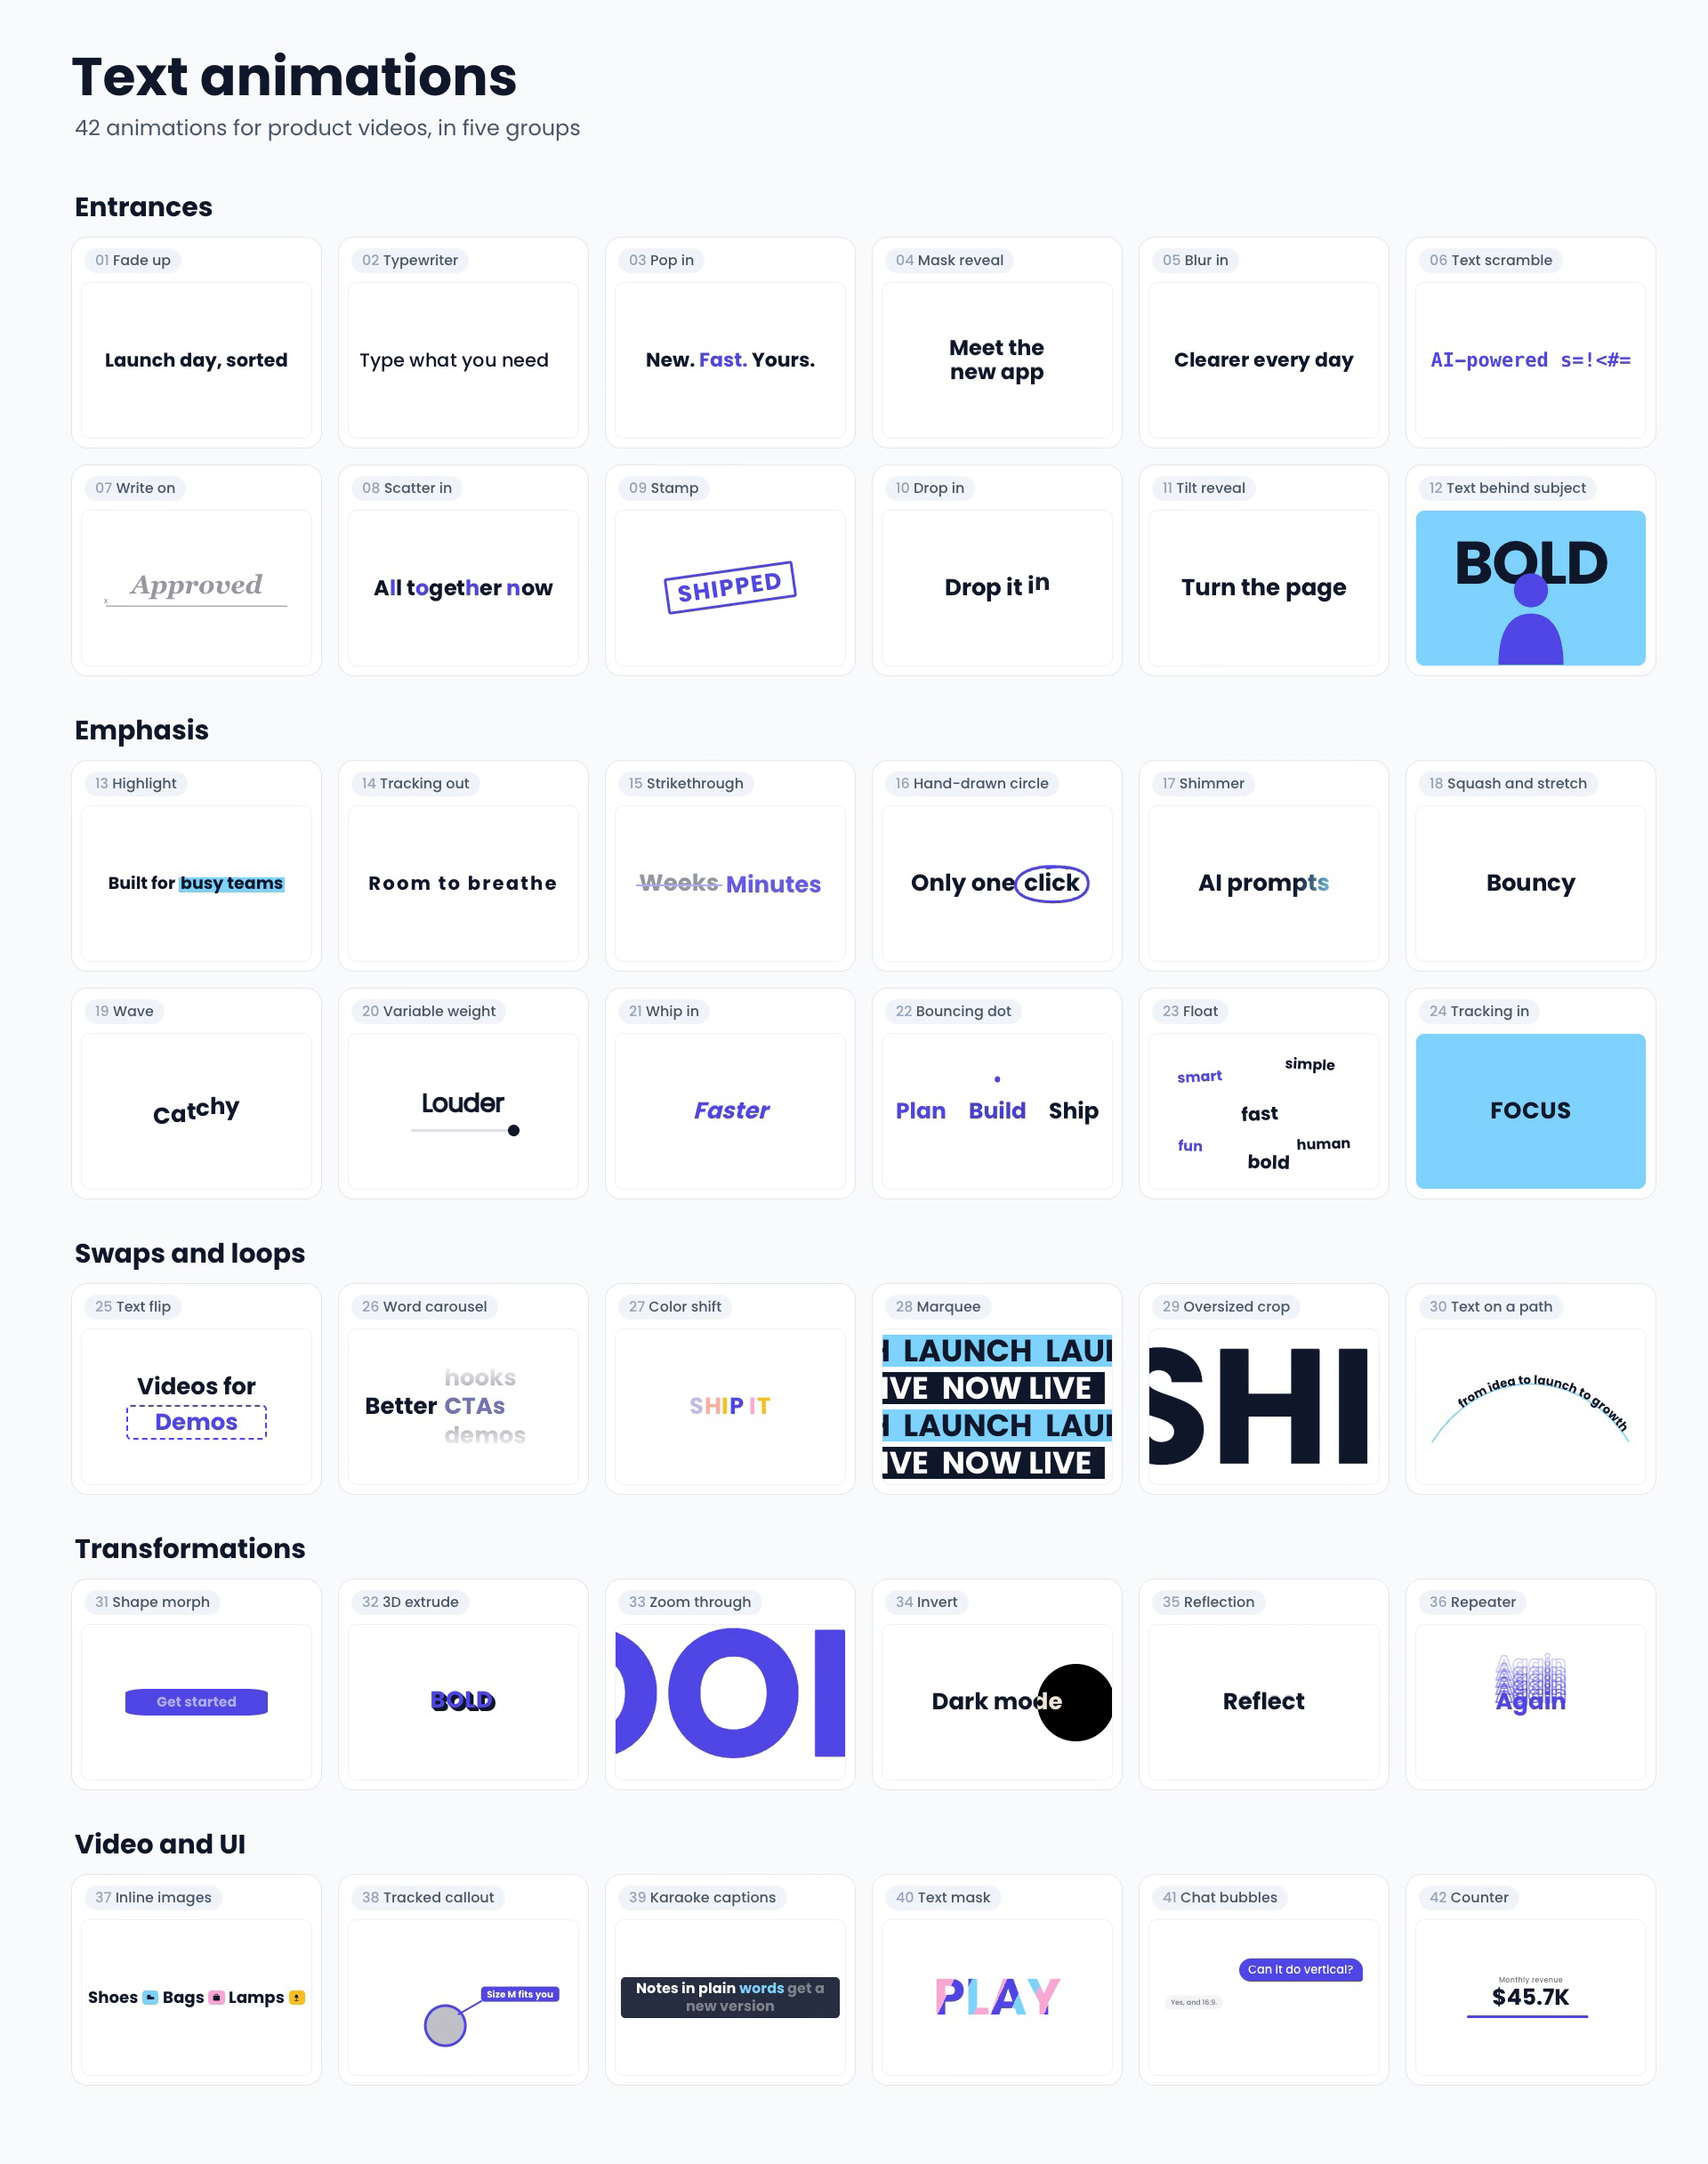 Text animations
42 animations for product videos, in five groups
Entrances
01 Fade up
Launch day, sorted
02 Typewriter
Type what you need
03 Pop in
New. Fast. Yours.
04 Mask reveal
Meet the
new app
05 Blur in
Clearer every day
06 Text scramble
AI-powered s=!<#=
07 Write on
Approved
x
08 Scatter in
All together now
09 Stamp
SHIPPED
10 Drop in
Drop it in
11 Tilt reveal
Turn the page
12 Text behind subject
BOLD
Emphasis
13 Highlight
Built for busy teams
14 Tracking out
Room to breathe
15 Strikethrough
Weeks Minutes
16 Hand-drawn circle
Only one click
17 Shimmer
AI prompts
18 Squash and stretch
Bouncy
19 Wave
Catchy
20 Variable weight
Louder
21 Whip in
Faster
22 Bouncing dot
Plan Build Ship
23 Float
simple
smart
fast
human
fun
bold
24 Tracking in
FOCUS
Swaps and loops
25 Text flip
Videos for
Demos
26 Word carousel
hooks
Better CTAs
demos
27 Color shift
SHIP IT
28 Marquee
H LAUNCH LAU
IVE NOW LIVE
H LAUNCH LAU
IVE NOW LIVE
29 Oversized crop
SHI
30 Text on a path
from idea to launch to growth
Transformations
31 Shape morph
Get started
32 3D extrude
BOLD
33 Zoom through
OOI
34 Invert
Dark mode
35 Reflection
Reflect
36 Repeater
Again
Again
Video and UI
37 Inline images
Shoes Bags Lamps
38 Tracked callout
Size M fits you
39 Karaoke captions
Notes in plain words get a
new version
40 Text mask
PLAY
41 Chat bubbles
Can it do vertical?
Yes, and 16:9.
42 Counter
Monthly revenue
$45.7K